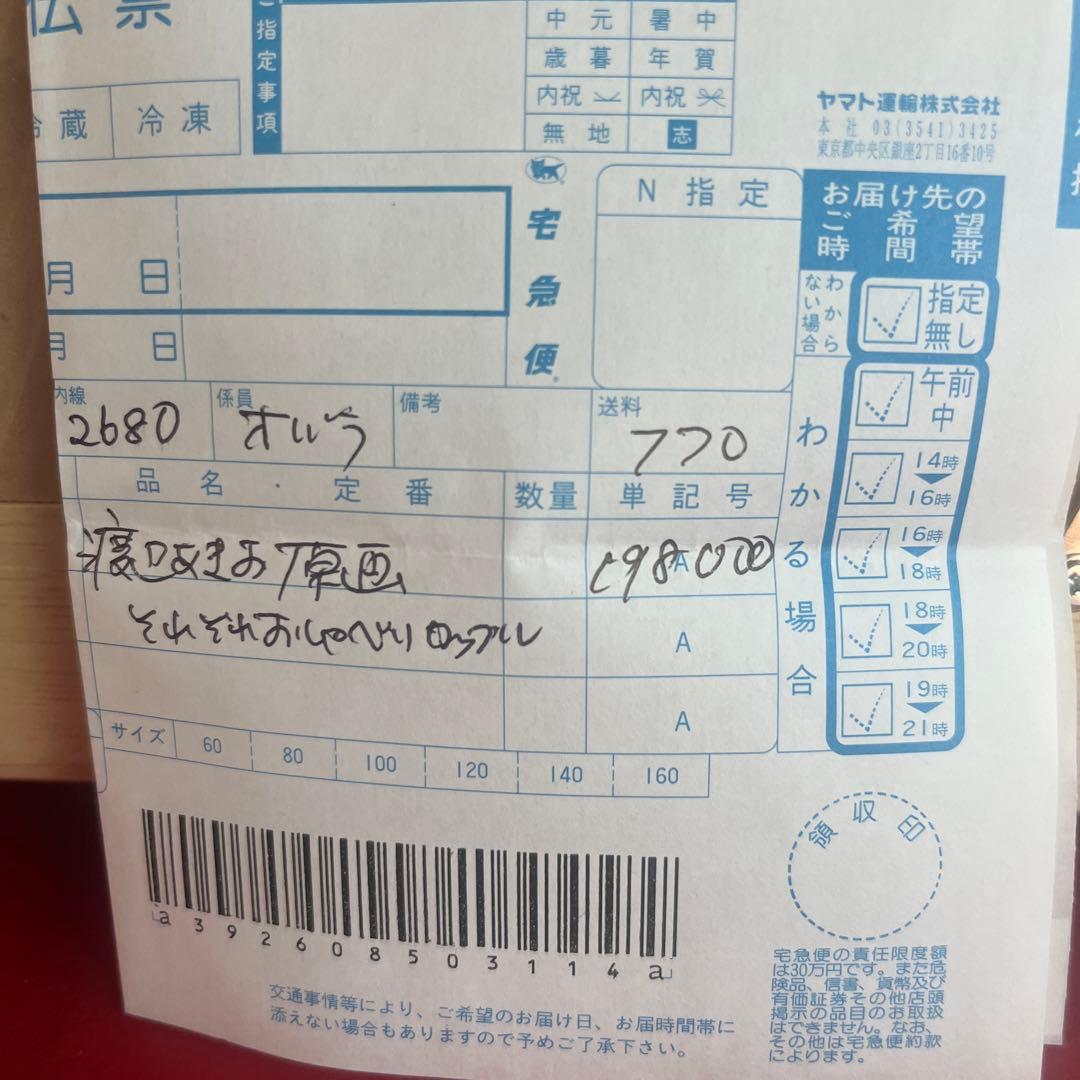 伝票
ご指定事項
中元 暑中
歳暮 年賀
内祝 内祝
無地 志
冷蔵 冷凍
ヤマト運輸株式会社
本社 03(3541)3425
東京都中央区銀座2丁目16番10号
宅急便
N指定
お届け先の
ご希望
時間帯
わからない場合
指定無し
わかる場合
午前中
14時
16時
16時
18時
18時
20時
19時
21時
月 日
月 日
内線 係員 備考 送料
2680 770
品名・定番 数量 単記号
渡辺あきお原画 198000
A
それぞれおしゃべりカップル A
A
サイズ 60 80 100 120 140 160
領収印
a392608503114a
交通事情等により、ご希望のお届け日、お届時間帯に
添えない場合もありますので予めご了承下さい。
宅急便の責任限度額
は30万円です。また危
険品、信書、貨幣及び
有価証券その他店頭
掲示の品目のお取扱
はできません。なお、
その他は宅急便約款
によります。